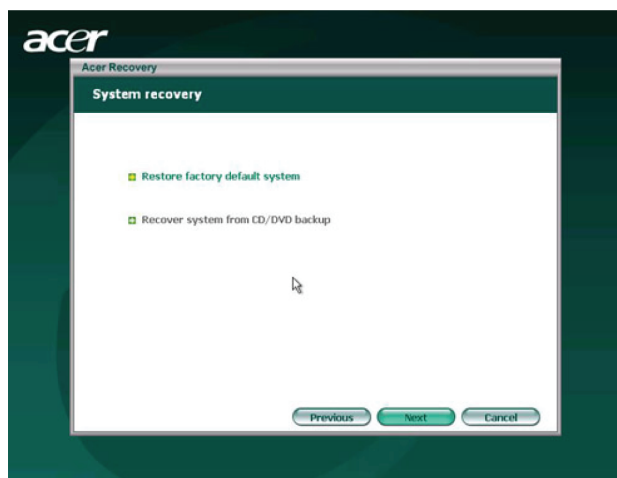 acer
Acer Recovery
System recovery
Restore factory default system
Recover system from CD/DVD backup
Previous Next Cancel